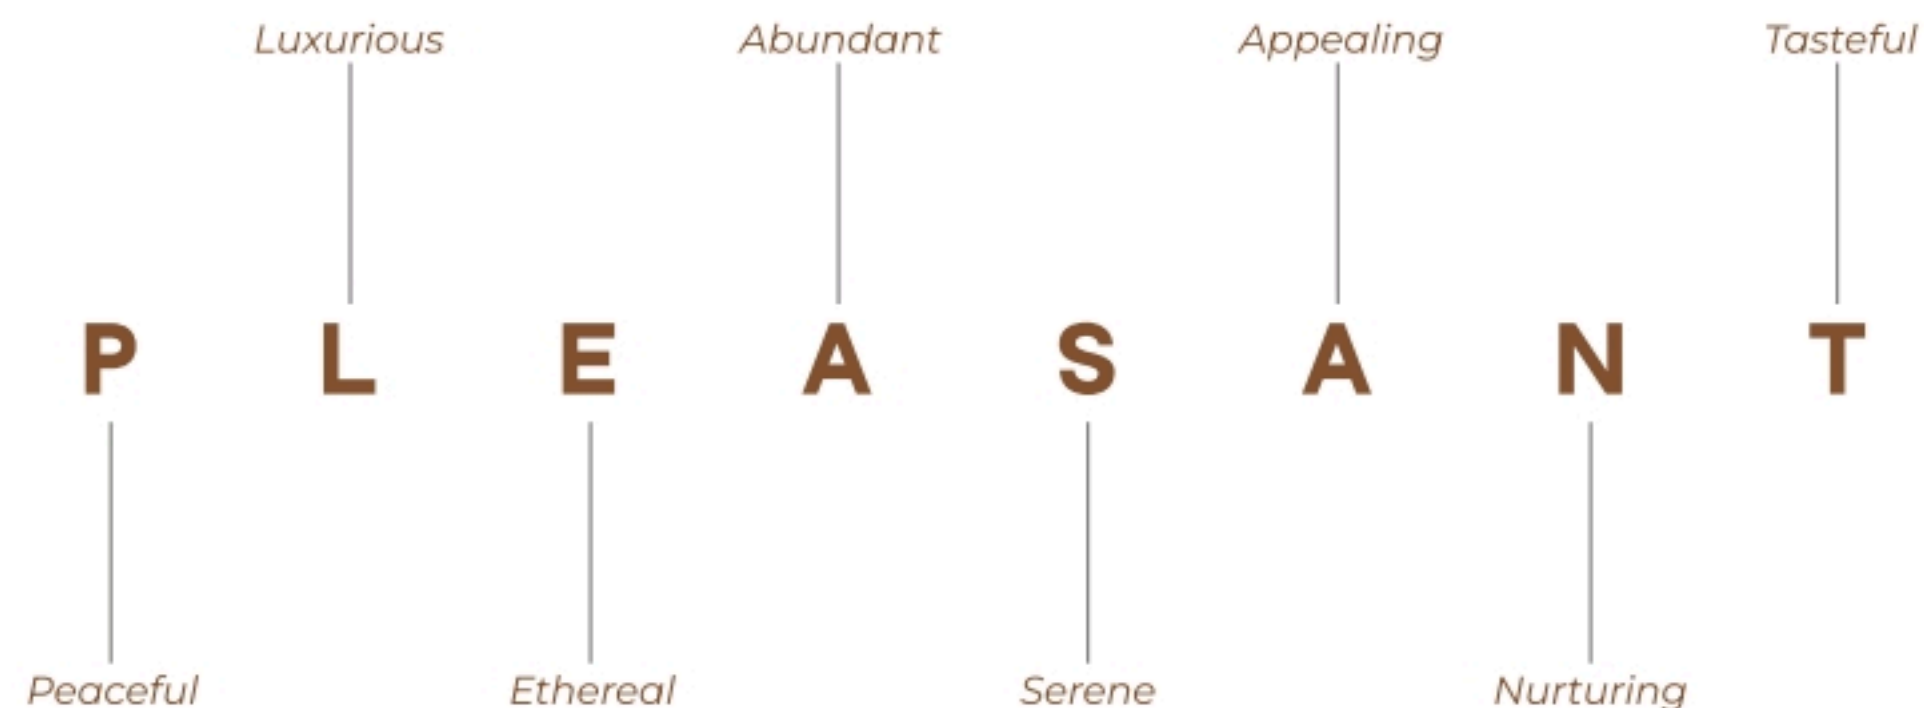 Luxurious Abundant Appealing Tasteful
P L E A S A N T
Peaceful Ethereal Serene Nurturing